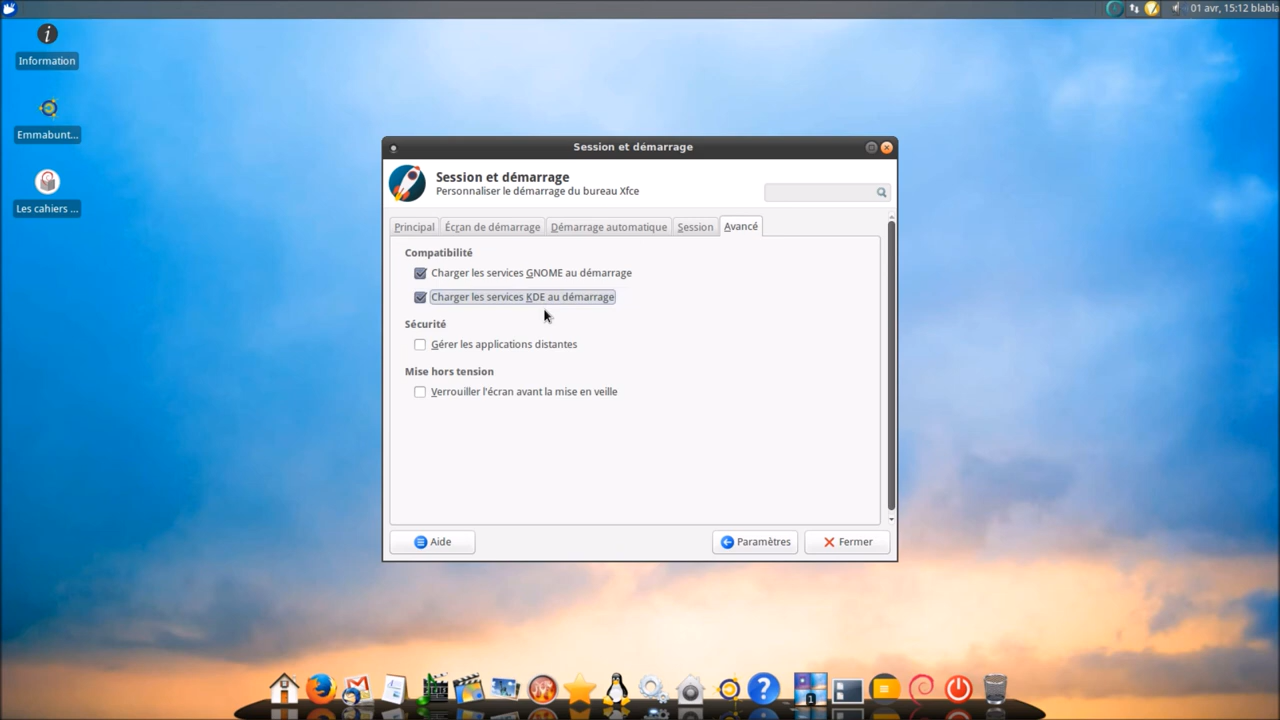 01 avr, 15:12 blabla
Information
Emmabunt...
Les cahiers ...
Session et démarrage
Session et démarrage
Personnaliser le démarrage du bureau Xfce
Principal Écran de démarrage Démarrage automatique Session Avancé
Compatibilité
Charger les services GNOME au démarrage
Charger les services KDE au démarrage
Sécurité
Gérer les applications distantes
Mise hors tension
Verrouiller l'écran avant la mise en veille
Aide Paramètres Fermer
1